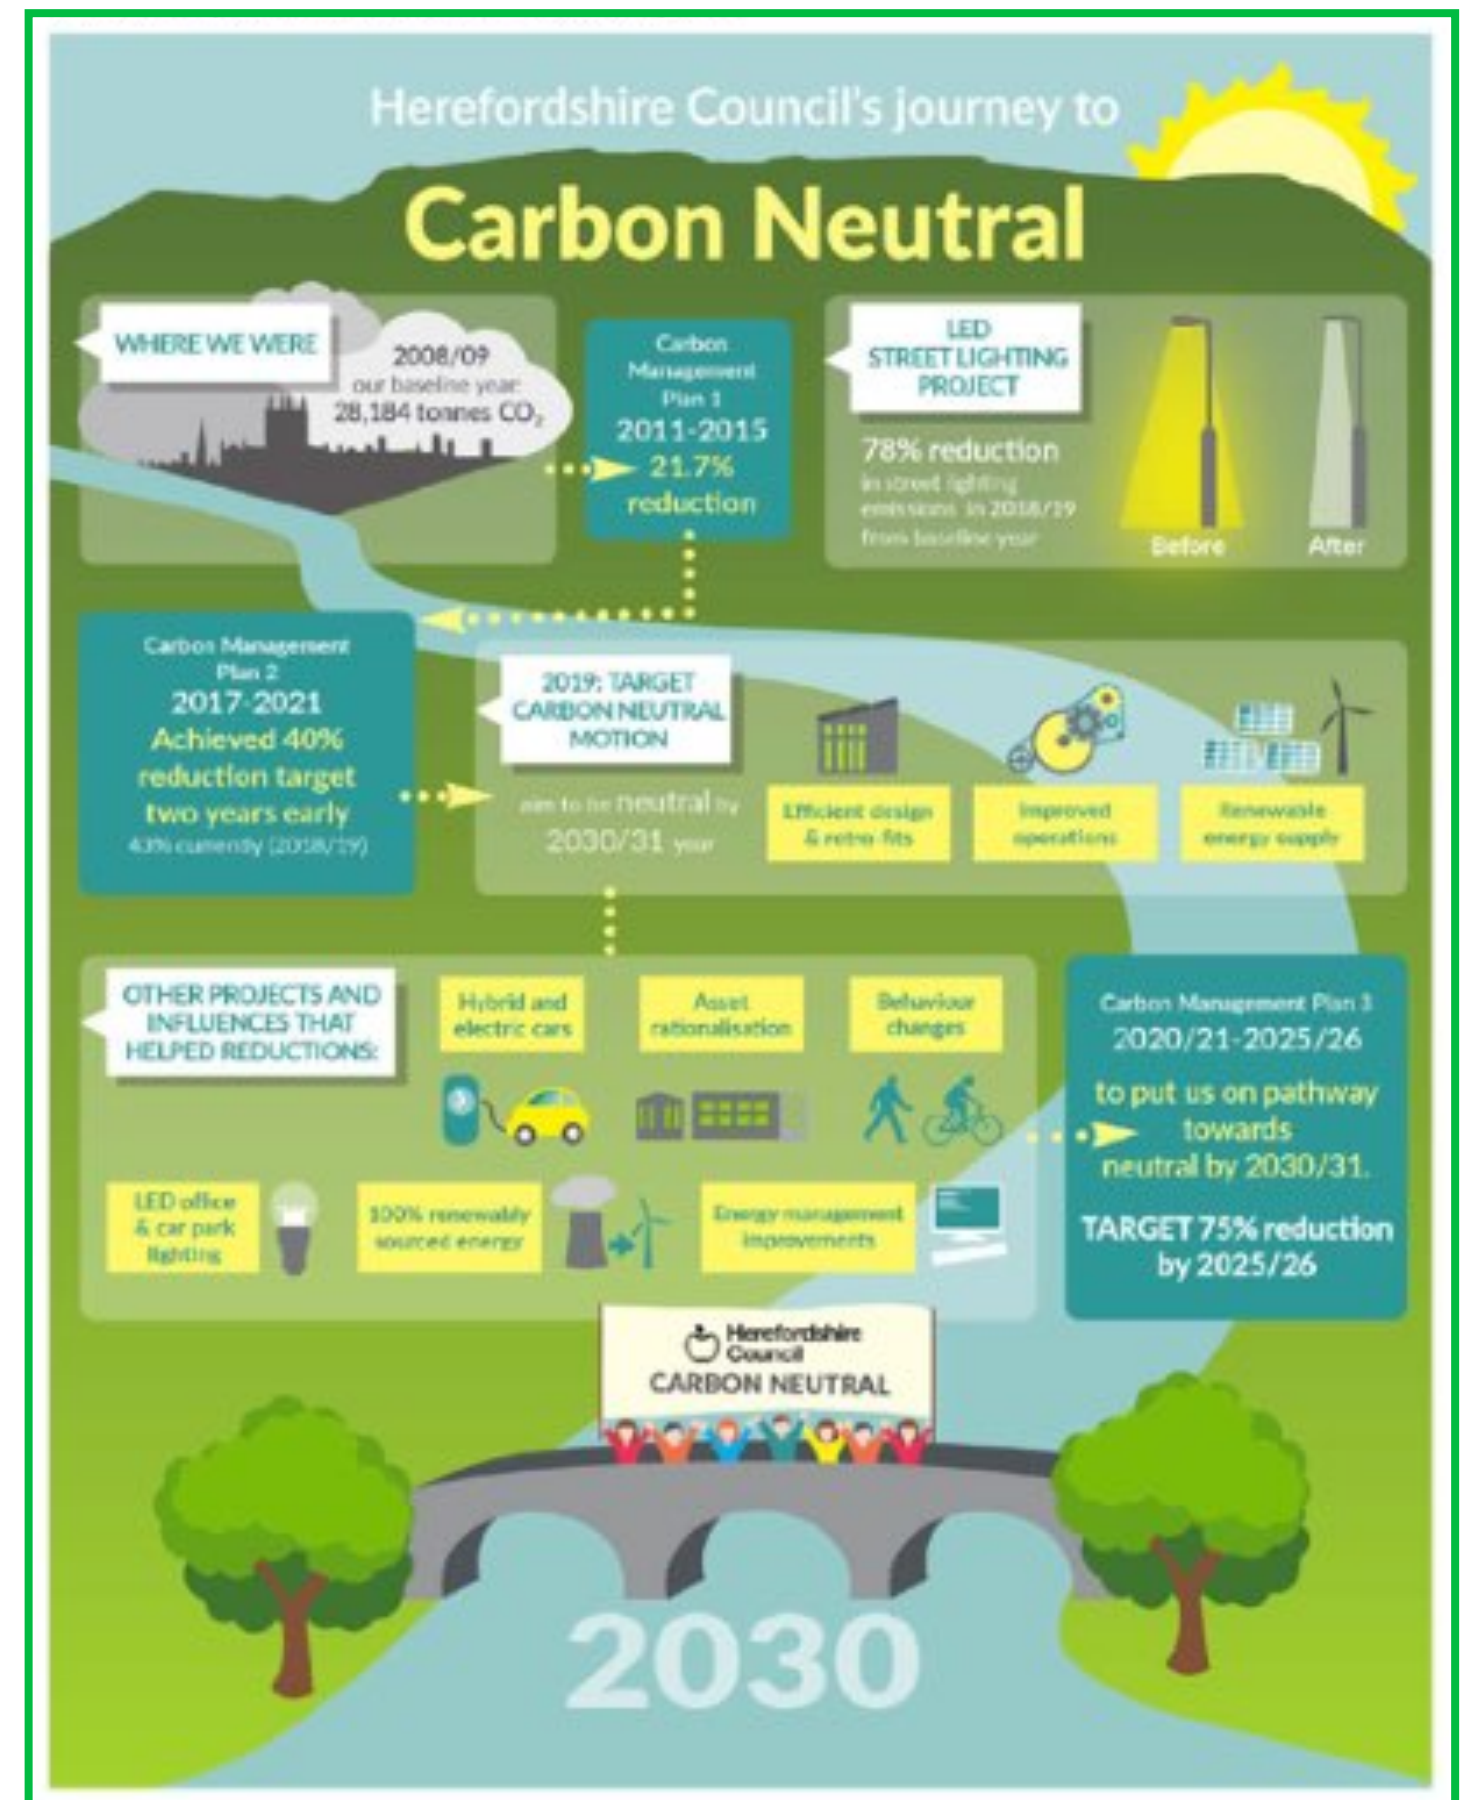 Herefordshire Council's journey to
Carbon Neutral
WHERE WE WERE
2008/09
our baseline year:
28,184 tonnes CO₂
Carbon
Management
Plan 1
2011-2015
21.7%
reduction
LED
STREET LIGHTING
PROJECT
78% reduction
in street lighting
emissions in 2018/19
from baseline year
Before
After
Carbon Management
Plan 2
2017-2021
Achieved 40%
reduction target
two years early
43% currently (2018/19)
2019: TARGET
CARBON NEUTRAL
MOTION
aim to be neutral by
2030/31 year
Efficient design
& retro-fits
Improved
operations
Renewable
energy supply
OTHER PROJECTS AND
INFLUENCES THAT
HELPED REDUCTIONS:
Hybrid and
electric cars
Asset
rationalisation
Behaviour
changes
LED office
& car park
lighting
100% renewably
sourced energy
Energy management
improvements
Carbon Management Plan 3
2020/21-2025/26
to put us on pathway
towards
neutral by 2030/31.
TARGET 75% reduction
by 2025/26
Herefordshire
Council
CARBON NEUTRAL
2030